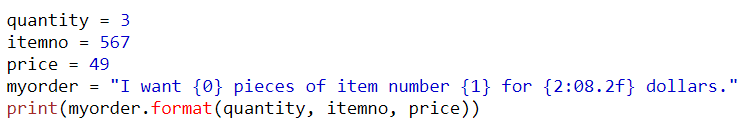 quantity = 3
itemno = 567
price = 49
myorder = "I want {0} pieces of item number {1} for {2:08.2f} dollars."
print(myorder.format(quantity, itemno, price))